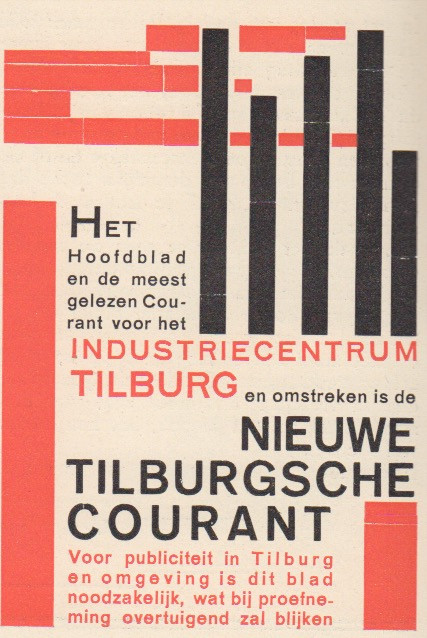 HET
Hoofdblad
en de meest
gelezen Cou-
rant voor het
INDUSTRIECENTRUM
TILBURG en omstreken is de
NIEUWE
TILBURGSCHE
COURANT
Voor publiciteit in Tilburg
en omgeving is dit blad
noodzakelijk, wat bij proefne-
ming overtuigend zal blijken